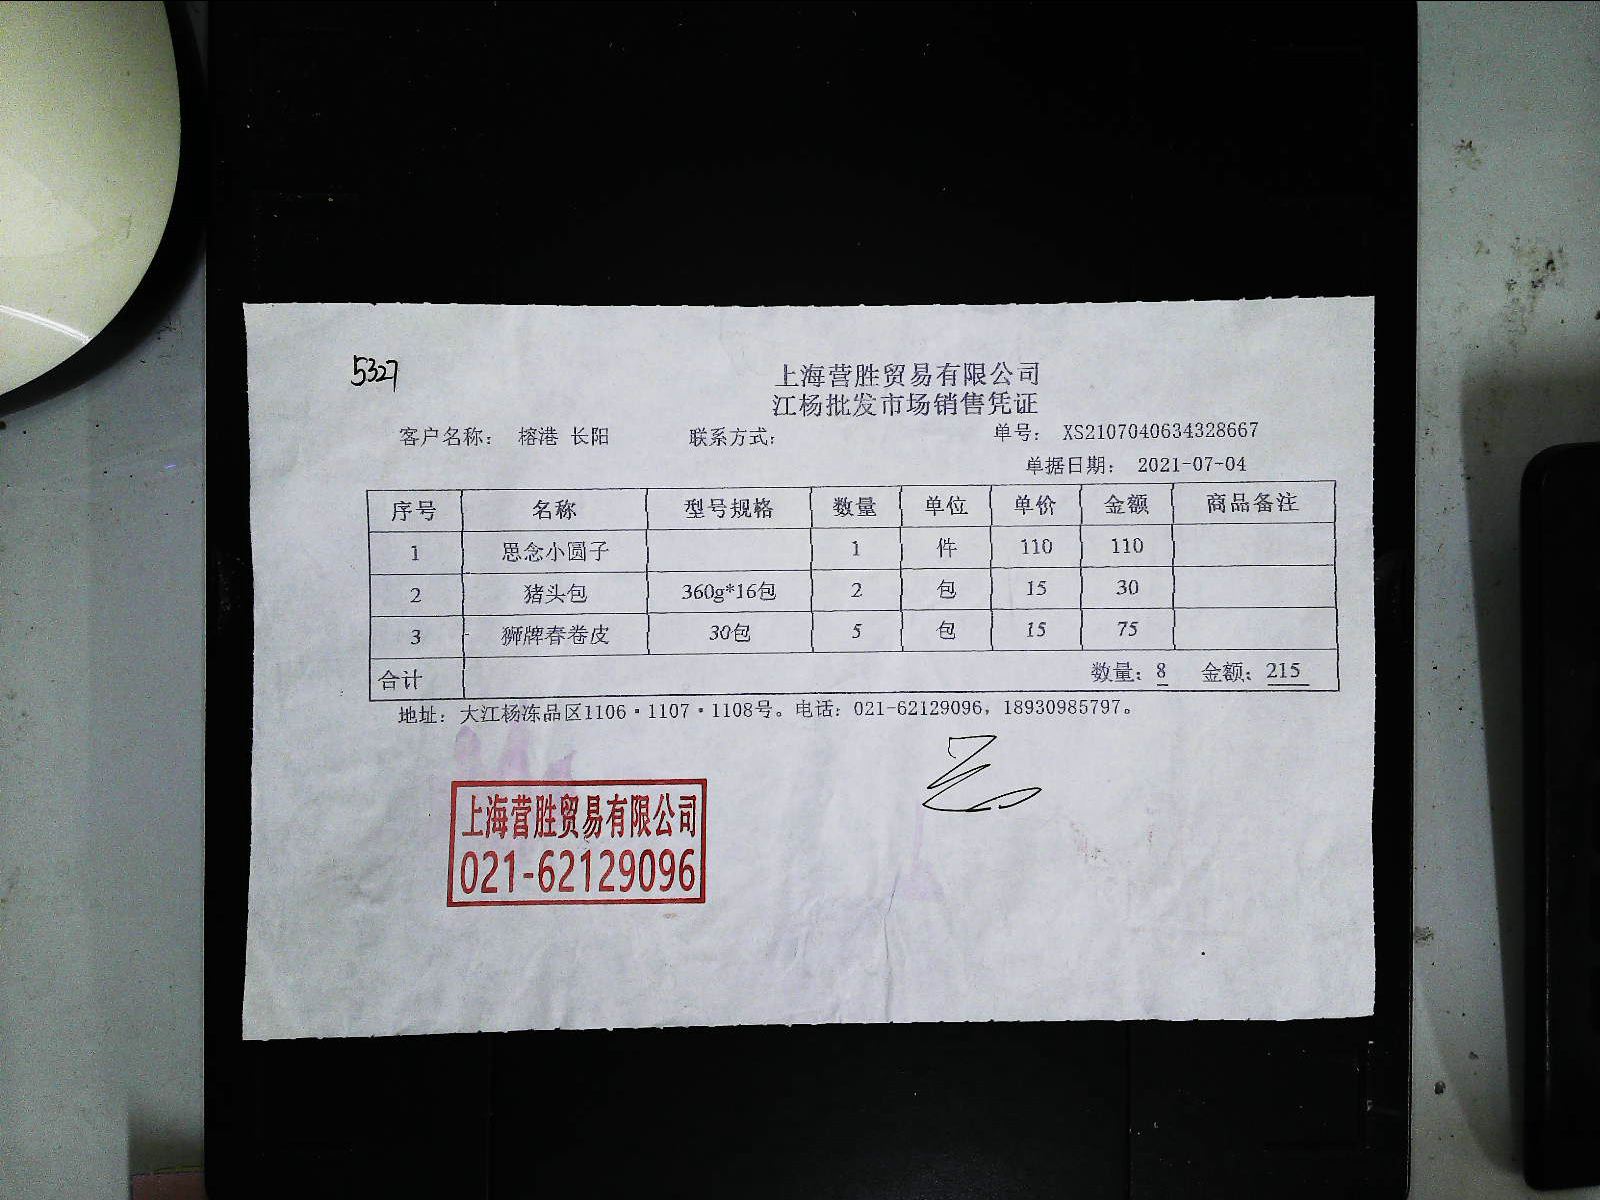 5327
上海营胜贸易有限公司
江杨批发市场销售凭证
客户名称： 榕港 长阳 联系方式： 单号： XS2107040634328667
单据日期： 2021-07-04
序号 名称 型号规格 数量 单位 单价 金额 商品备注
1 思念小圆子 1 件 110 110
2 猪头包 360g*16包 2 包 15 30
3 狮牌春卷皮 30包 5 包 15 75
合计 数量：8 金额：215
地址：大江杨冻品区1106·1107·1108号。电话：021-62129096，18930985797。
上海营胜贸易有限公司
021-62129096